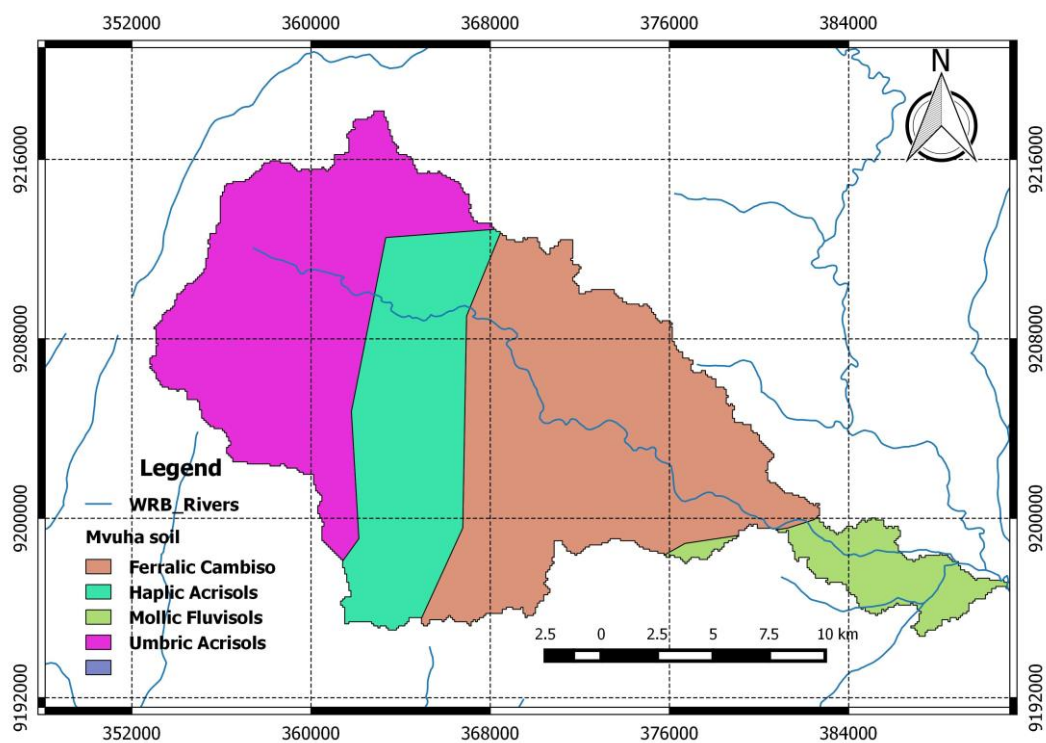 352000 360000 368000 376000 384000
N
9216000 9216000
9208000 9208000
Legend
WRB_Rivers
9200000 9200000
Mvuha soil
Ferralic Cambiso
Haplic Acrisols
Mollic Fluvisols
Umbric Acrisols
2.5 0 2.5 5 7.5 10 km
9192000 9192000
352000 360000 368000 376000 384000